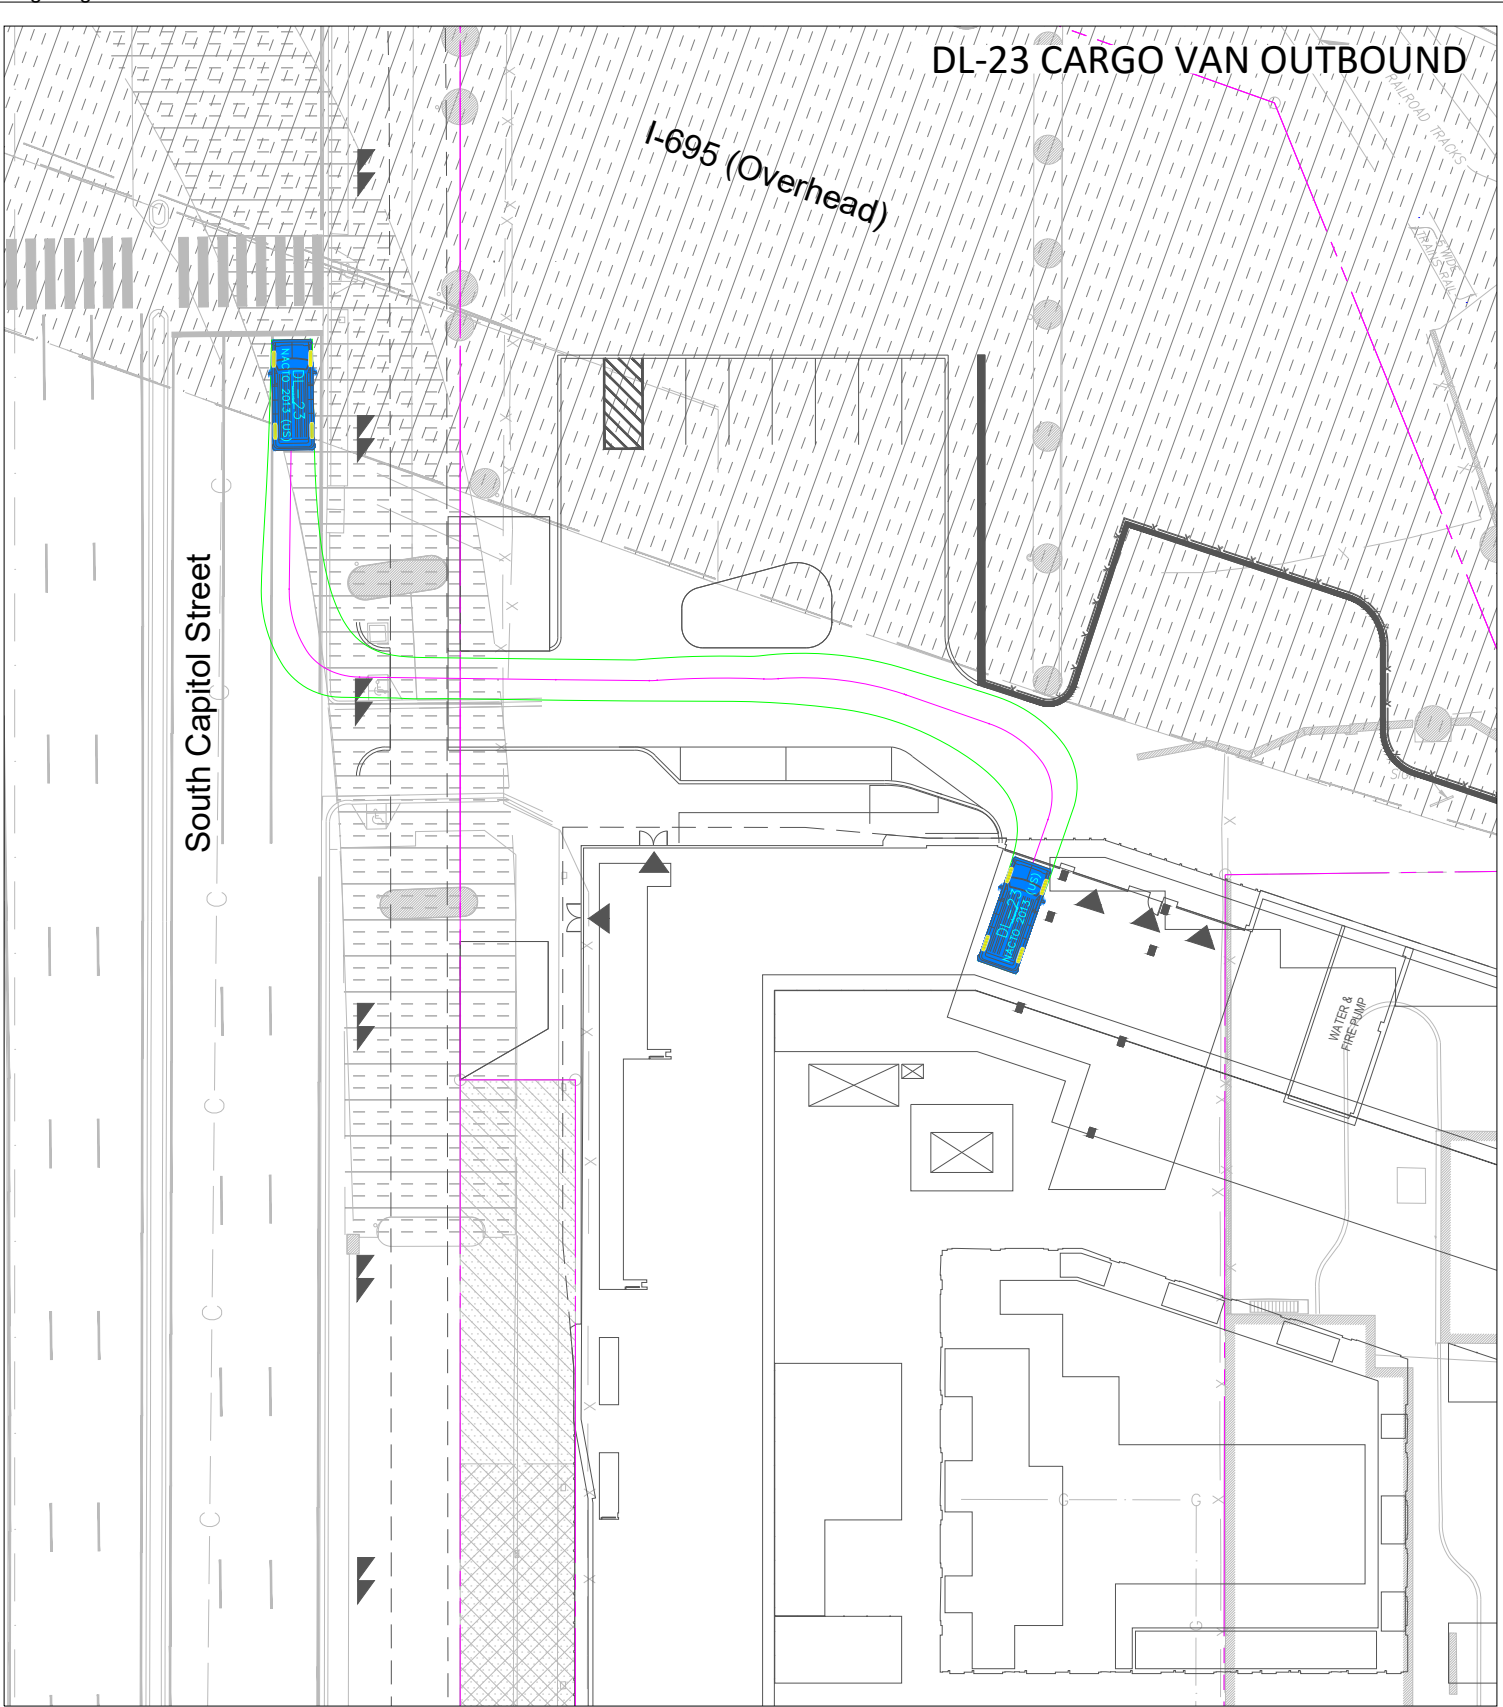 DL-23 CARGO VAN OUTBOUND
RAILROAD TRACKS
I-695 (Overhead)
DL-23
NACTO 2013 (US)
South Capitol Street
DL-23
NACTO 2013 (US)
WATER &
FIRE PUMP
C
C
C
C
C
C
G
G
G